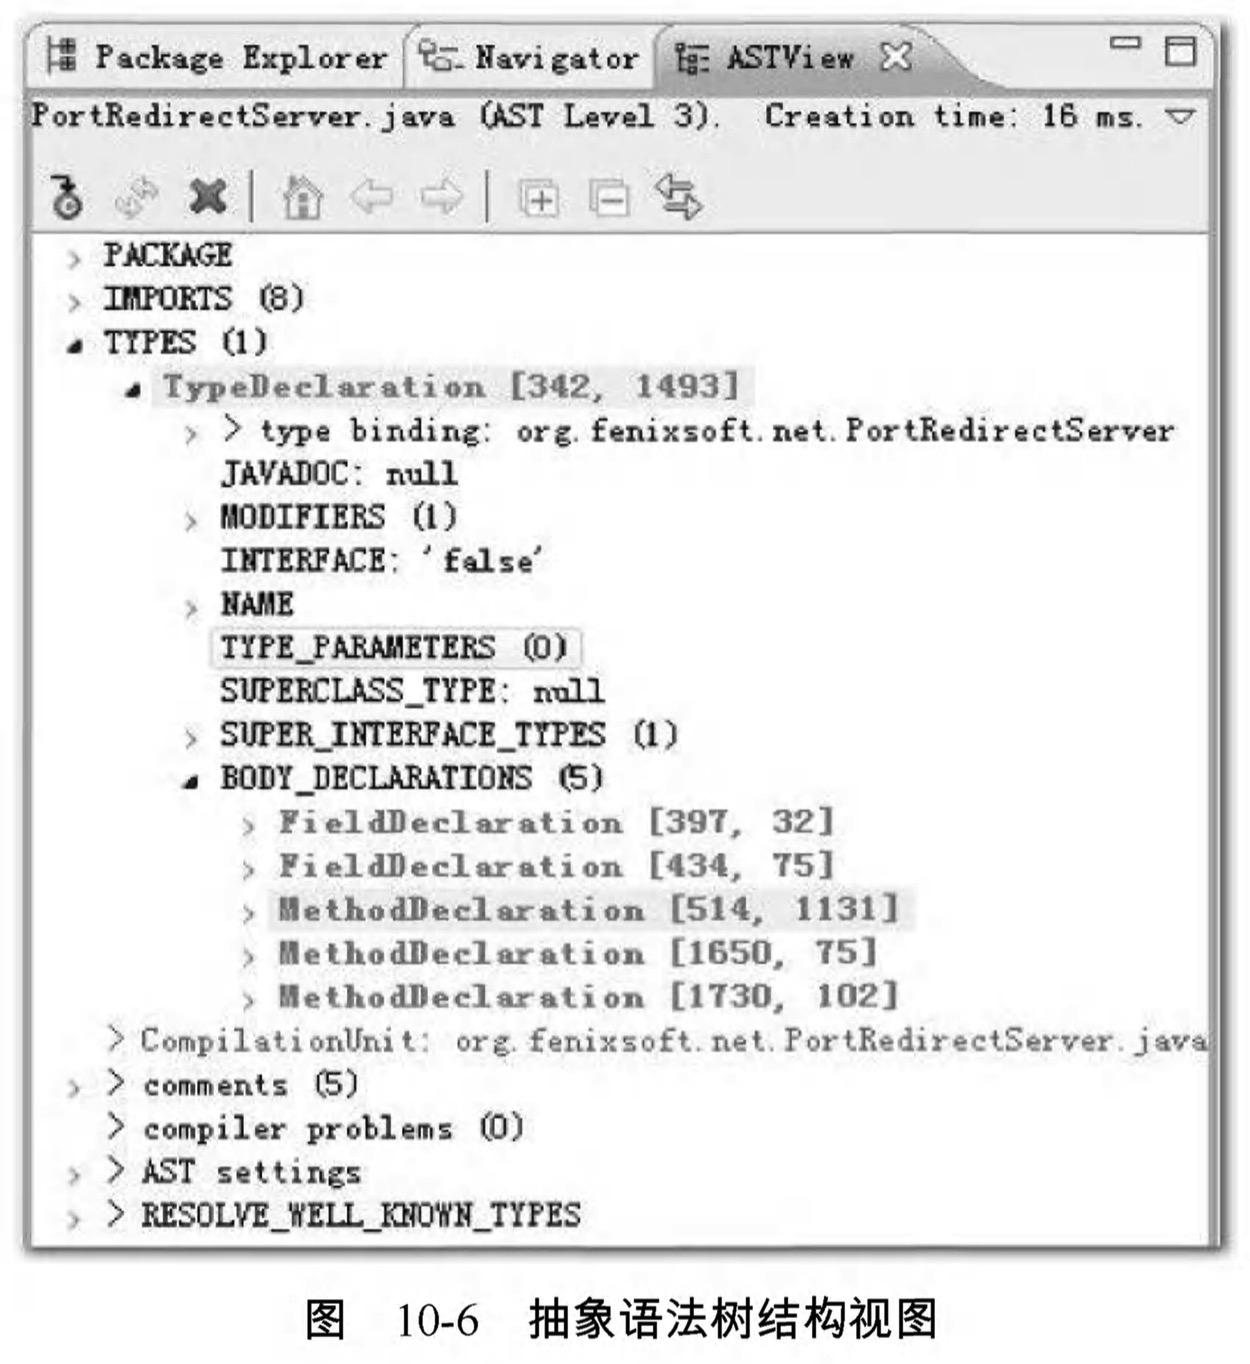 Package Explorer Navigator ASTView
PortRedirectServer.java (AST Level 3). Creation time: 16 ms.
PACKAGE
IMPORTS (8)
TYPES (1)
TypeDeclaration [342, 1493]
> type binding: org.fenixsoft.net.PortRedirectServer
JAVADOC: null
MODIFIERS (1)
INTERFACE: 'false'
NAME
TYPE_PARAMETERS (0)
SUPERCLASS_TYPE: null
SUPER_INTERFACE_TYPES (1)
BODY_DECLARATIONS (5)
FieldDeclaration [397, 32]
FieldDeclaration [434, 75]
MethodDeclaration [514, 1131]
MethodDeclaration [1650, 75]
MethodDeclaration [1730, 102]
> CompilationUnit: org.fenixsoft.net.PortRedirectServer.java
> comments (5)
> compiler problems (0)
> AST settings
> RESOLVE_WELL_KNOWN_TYPES
图 10-6 抽象语法树结构视图